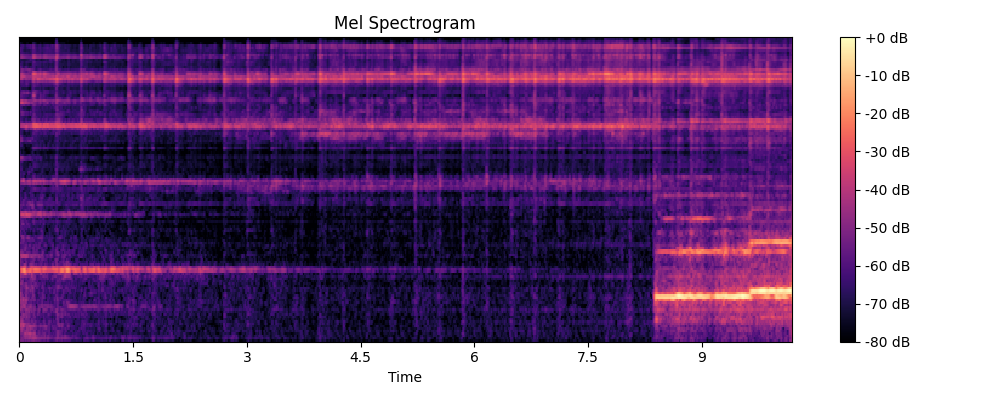 Mel Spectrogram
+0 dB
-10 dB
-20 dB
-30 dB
-40 dB
-50 dB
-60 dB
-70 dB
-80 dB
0 1.5 3 4.5 6 7.5 9
Time